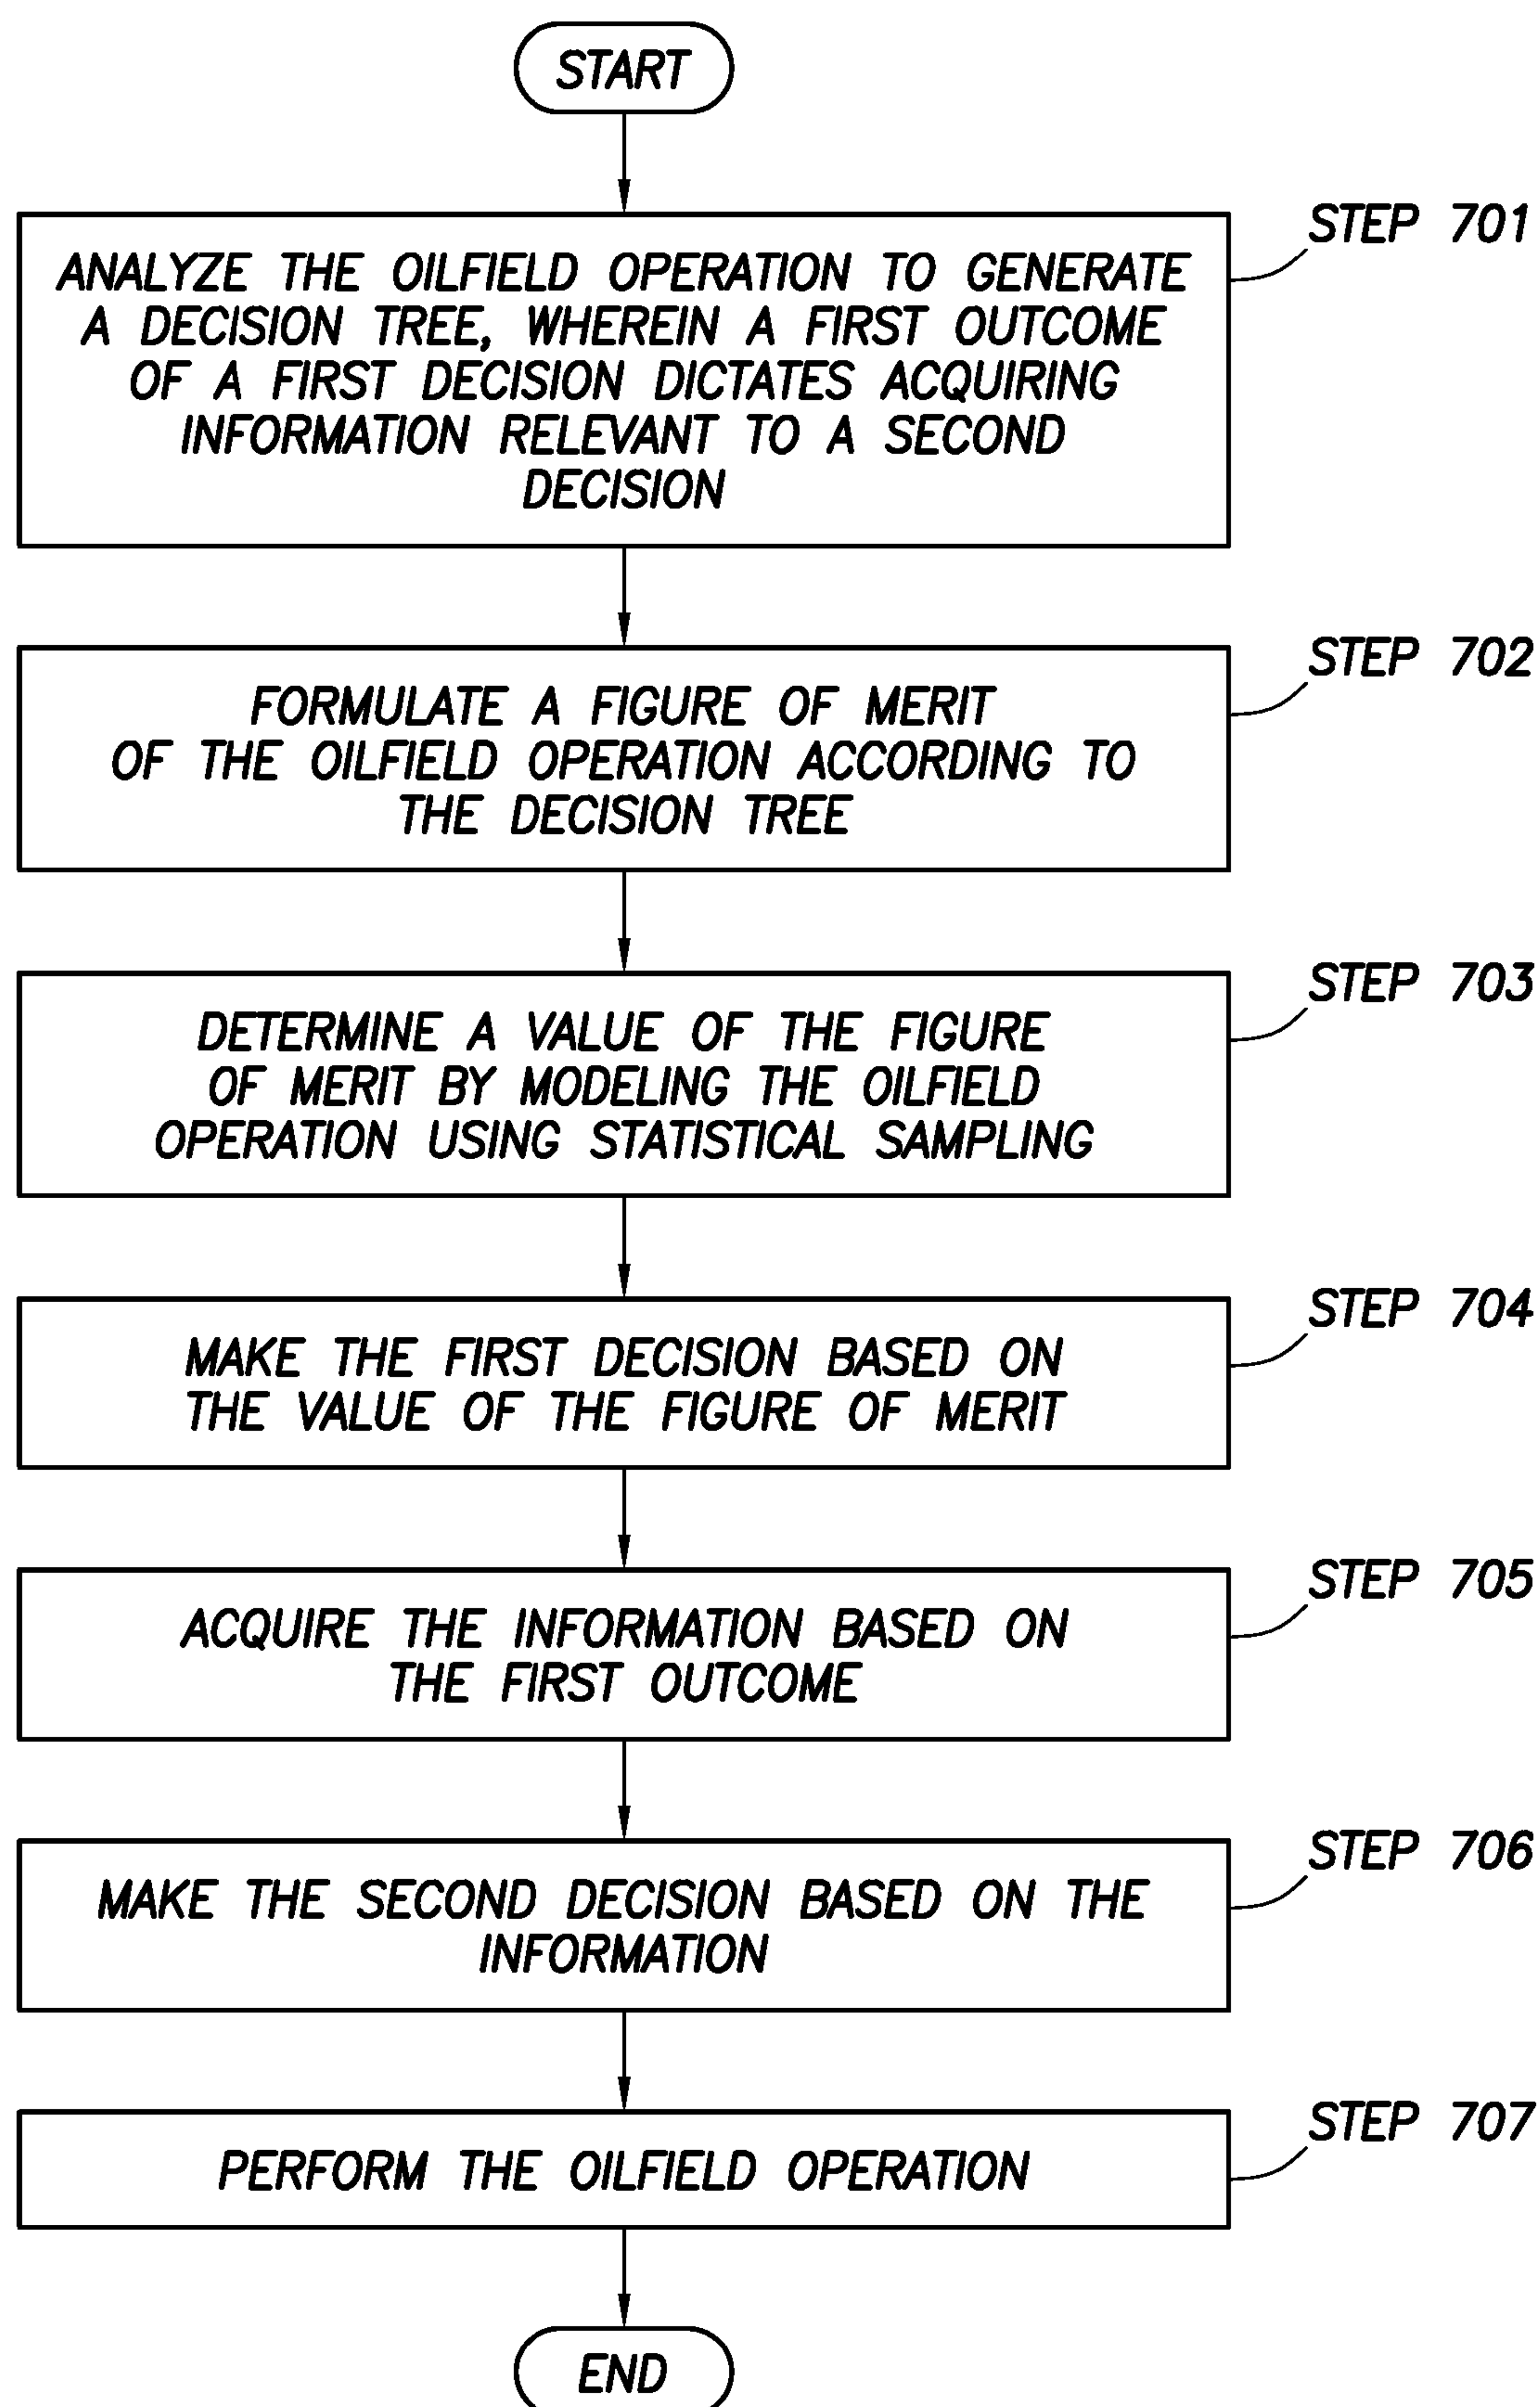 START
STEP 701
ANALYZE THE OILFIELD OPERATION TO GENERATE
A DECISION TREE, WHEREIN A FIRST OUTCOME
OF A FIRST DECISION DICTATES ACQUIRING
INFORMATION RELEVANT TO A SECOND
DECISION
STEP 702
FORMULATE A FIGURE OF MERIT
OF THE OILFIELD OPERATION ACCORDING TO
THE DECISION TREE
STEP 703
DETERMINE A VALUE OF THE FIGURE
OF MERIT BY MODELING THE OILFIELD
OPERATION USING STATISTICAL SAMPLING
STEP 704
MAKE THE FIRST DECISION BASED ON
THE VALUE OF THE FIGURE OF MERIT
STEP 705
ACQUIRE THE INFORMATION BASED ON
THE FIRST OUTCOME
STEP 706
MAKE THE SECOND DECISION BASED ON THE
INFORMATION
STEP 707
PERFORM THE OILFIELD OPERATION
END